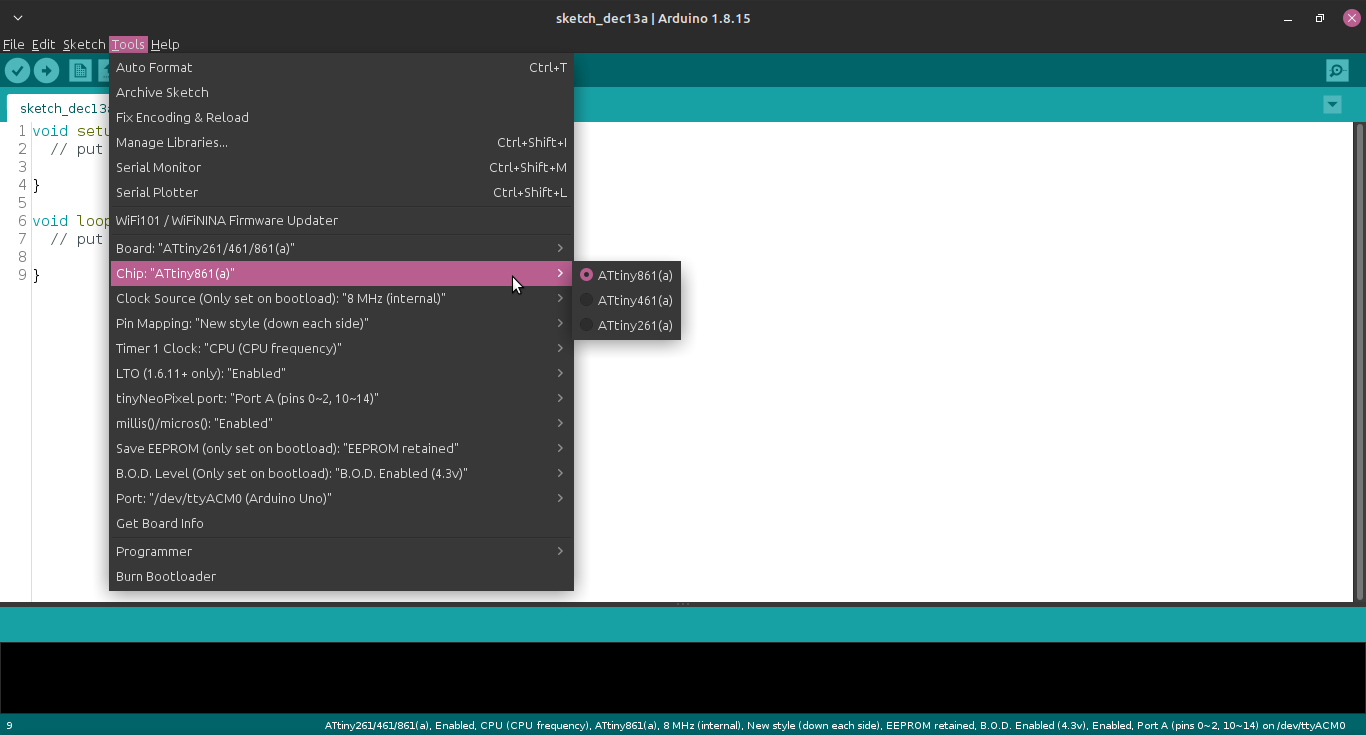 sketch_dec13a | Arduino 1.8.15
File Edit Sketch Tools Help
Auto Format Ctrl+T
Archive Sketch
sketch_dec13a
Fix Encoding & Reload
Manage Libraries... Ctrl+Shift+I
Serial Monitor Ctrl+Shift+M
Serial Plotter Ctrl+Shift+L
WiFi101 / WiFiNINA Firmware Updater
Board: "ATtiny261/461/861(a)"
Chip: "ATtiny861(a)"
Clock Source (Only set on bootload): "8 MHz (internal)"
Pin Mapping: "New style (down each side)"
Timer 1 Clock: "CPU (CPU frequency)"
LTO (1.6.11+ only): "Enabled"
tinyNeoPixel port: "Port A (pins 0~2, 10~14)"
millis()/micros(): "Enabled"
Save EEPROM (only set on bootload): "EEPROM retained"
B.O.D. Level (Only set on bootload): "B.O.D. Enabled (4.3v)"
Port: "/dev/ttyACM0 (Arduino Uno)"
Get Board Info
Programmer
Burn Bootloader
ATtiny861(a)
ATtiny461(a)
ATtiny261(a)
1 void setu
2 // put
3
4 }
5
6 void loop
7 // put
8
9 }
9 ATtiny261/461/861(a), Enabled, CPU (CPU frequency), ATtiny861(a), 8 MHz (internal), New style (down each side), EEPROM retained, B.O.D. Enabled (4.3v), Enabled, Port A (pins 0~2, 10~14) on /dev/ttyACM0